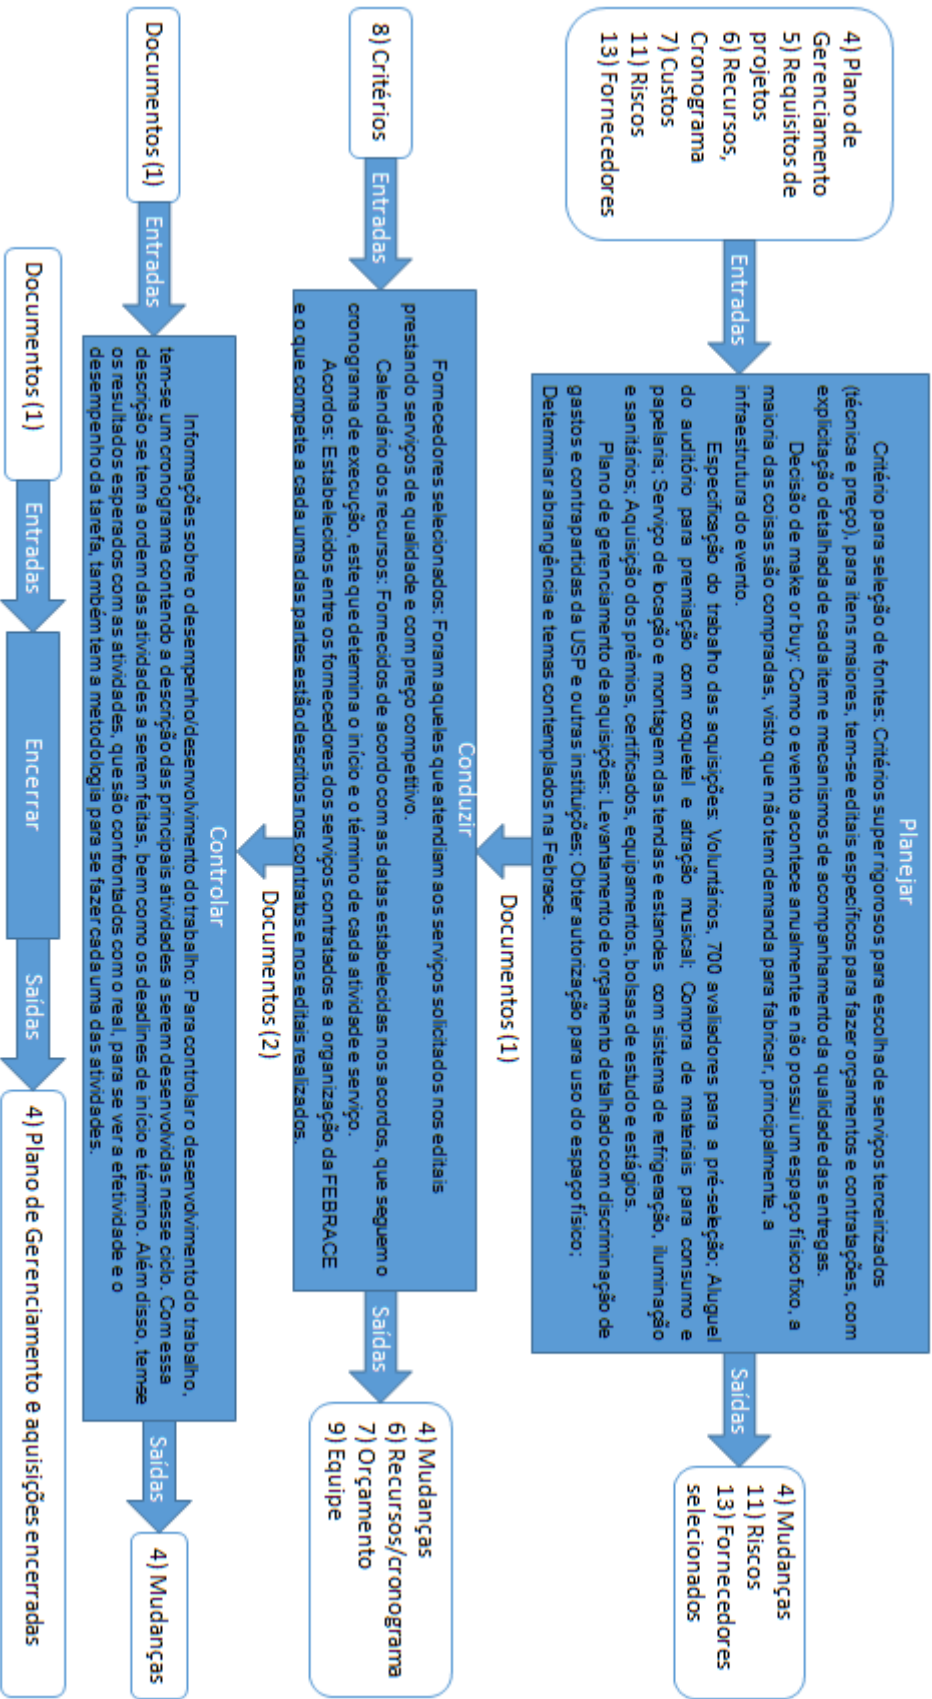 4) Plano de
Gerenciamento
5) Requisitos de
projetos
6) Recursos,
Cronograma
7) Custos
11) Riscos
13) Fornecedores
Entradas
Planejar
Critério para seleção de fontes: Critérios super rigorosos para escolha de serviços terceirizados
(técnica e preço), para itens maiores, tem-se editais específicos para fazer orçamentos e contratações, com
explicitação detalhada de cada item e mecanismos de acompanhamento da qualidade das entregas.
Decisão de make or buy: Como o evento acontece anualmente e não possui um espaço físico fixo, a
maioria das coisas são compradas, visto que não tem demanda para fabricar, principalmente, a
infraestrutura do evento.
Especificação do trabalho das aquisições: Voluntários, 700 avaliadores para a pré-seleção; Aluguel
do auditório para premiação com coquetel e atração musical; Compra de materiais para consumo e
papelaria; Serviço de locação e montagem das tendas e estandes com sistema de refrigeração, iluminação
e sanitários; Aquisição dos prêmios, certificados, equipamentos, bolsas de estudo e estágios.
Plano de gerenciamento de aquisições: Levantamento de orçamento detalhado com discriminação de
gastos e contrapartidas da USP e outras instituições; Obter autorização para uso do espaço físico;
Determinar abrangência e temas contemplados na Febrace.
Saídas
4) Mudanças
11) Riscos
13) Fornecedores
selecionados
Documentos (1)
8) Critérios
Entradas
Conduzir
Fornecedores selecionados: Foram aqueles que atendiam aos serviços solicitados nos editais
prestando serviços de qualidade e com preço competitivo.
Calendário dos recursos: Fornecidos de acordo com as datas estabelecidas nos acordos, que seguem o
cronograma de execução, este que determina o início e o término de cada atividade e serviço.
Acordos: Estabelecidos entre os fornecedores dos serviços contratados e a organização da FEBRACE
e o que compete a cada uma das partes estão descritos nos contratos e nos editais realizados.
Saídas
4) Mudanças
6) Recursos/cronograma
7) Orçamento
9) Equipe
Documentos (2)
Documentos (1)
Entradas
Controlar
Informações sobre o desempenho/desenvolvimento do trabalho: Para controlar o desenvolvimento do trabalho,
tem-se um cronograma contendo a descrição das principais atividades a serem desenvolvidas nesse ciclo. Com essa
descrição se tem a ordem das atividades a serem feitas, bem como os deadlines de início e término. Além disso, tem-se
os resultados esperados com as atividades, que são confrontados com o real, para se ver a efetividade e o
desempenho da tarefa, também tem a metodologia para se fazer cada uma das atividades.
Saídas
4) Mudanças
Documentos (1)
Entradas
Encerrar
Saídas
4) Plano de Gerenciamento e aquisições encerradas